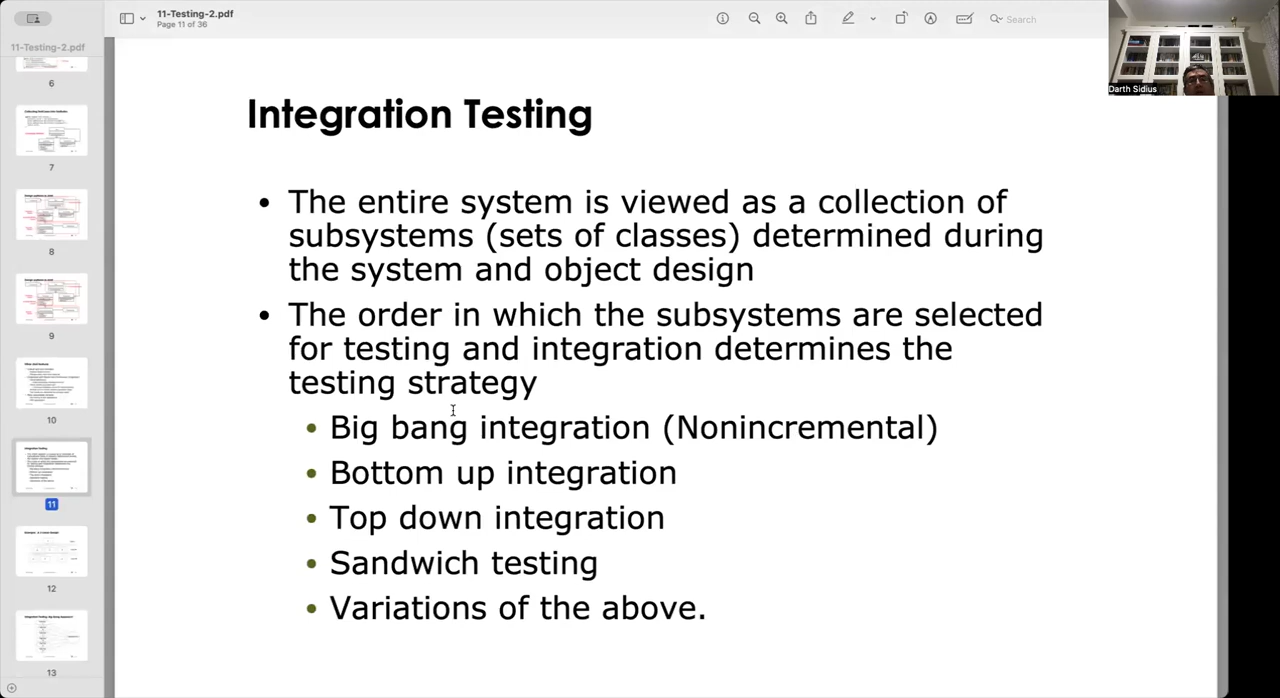 11-Testing-2.pdf
Page 11 of 36
Search
11-Testing-2.pdf
6
7
8
9
10
11
12
13
Darth Sidius
Integration Testing
• The entire system is viewed as a collection of
subsystems (sets of classes) determined during
the system and object design
• The order in which the subsystems are selected
for testing and integration determines the
testing strategy
• Big bang integration (Nonincremental)
• Bottom up integration
• Top down integration
• Sandwich testing
• Variations of the above.